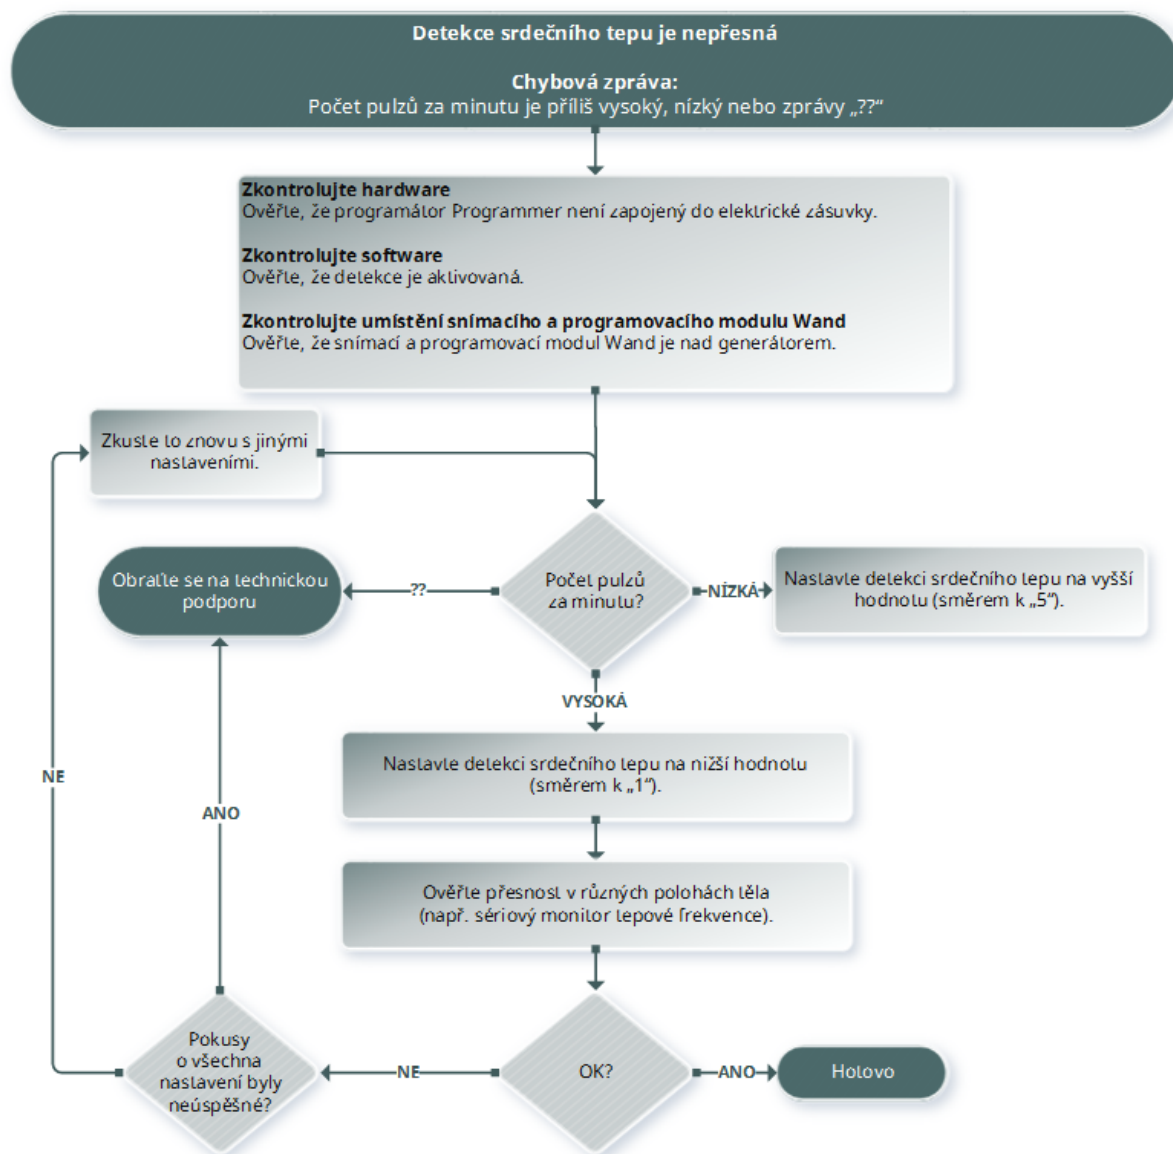 Detekce srdečního tepu je nepřesná
Chybová zpráva:
Počet pulzů za minutu je příliš vysoký, nízký nebo zprávy „??“
Zkontrolujte hardware
Ověřte, že programátor Programmer není zapojený do elektrické zásuvky.
Zkontrolujte software
Ověřte, že detekce je aktivovaná.
Zkontrolujte umístění snímacího a programovacího modulu Wand
Ověřte, že snímací a programovací modul Wand je nad generátorem.
Zkuste to znovu s jinými
nastaveními.
Obraťte se na technickou
podporu
??
Počet pulzů
za minutu?
NÍZKÁ
Nastavte detekci srdečního tepu na vyšší
hodnotu (směrem k „5“).
VYSOKÁ
Nastavte detekci srdečního tepu na nižší hodnotu
(směrem k „1“).
NE
ANO
Ověřte přesnost v různých polohách těla
(např. sériový monitor tepové frekvence).
Pokusy
o všechna
nastavení byly
neúspěšné?
NE
OK?
ANO
Hotovo